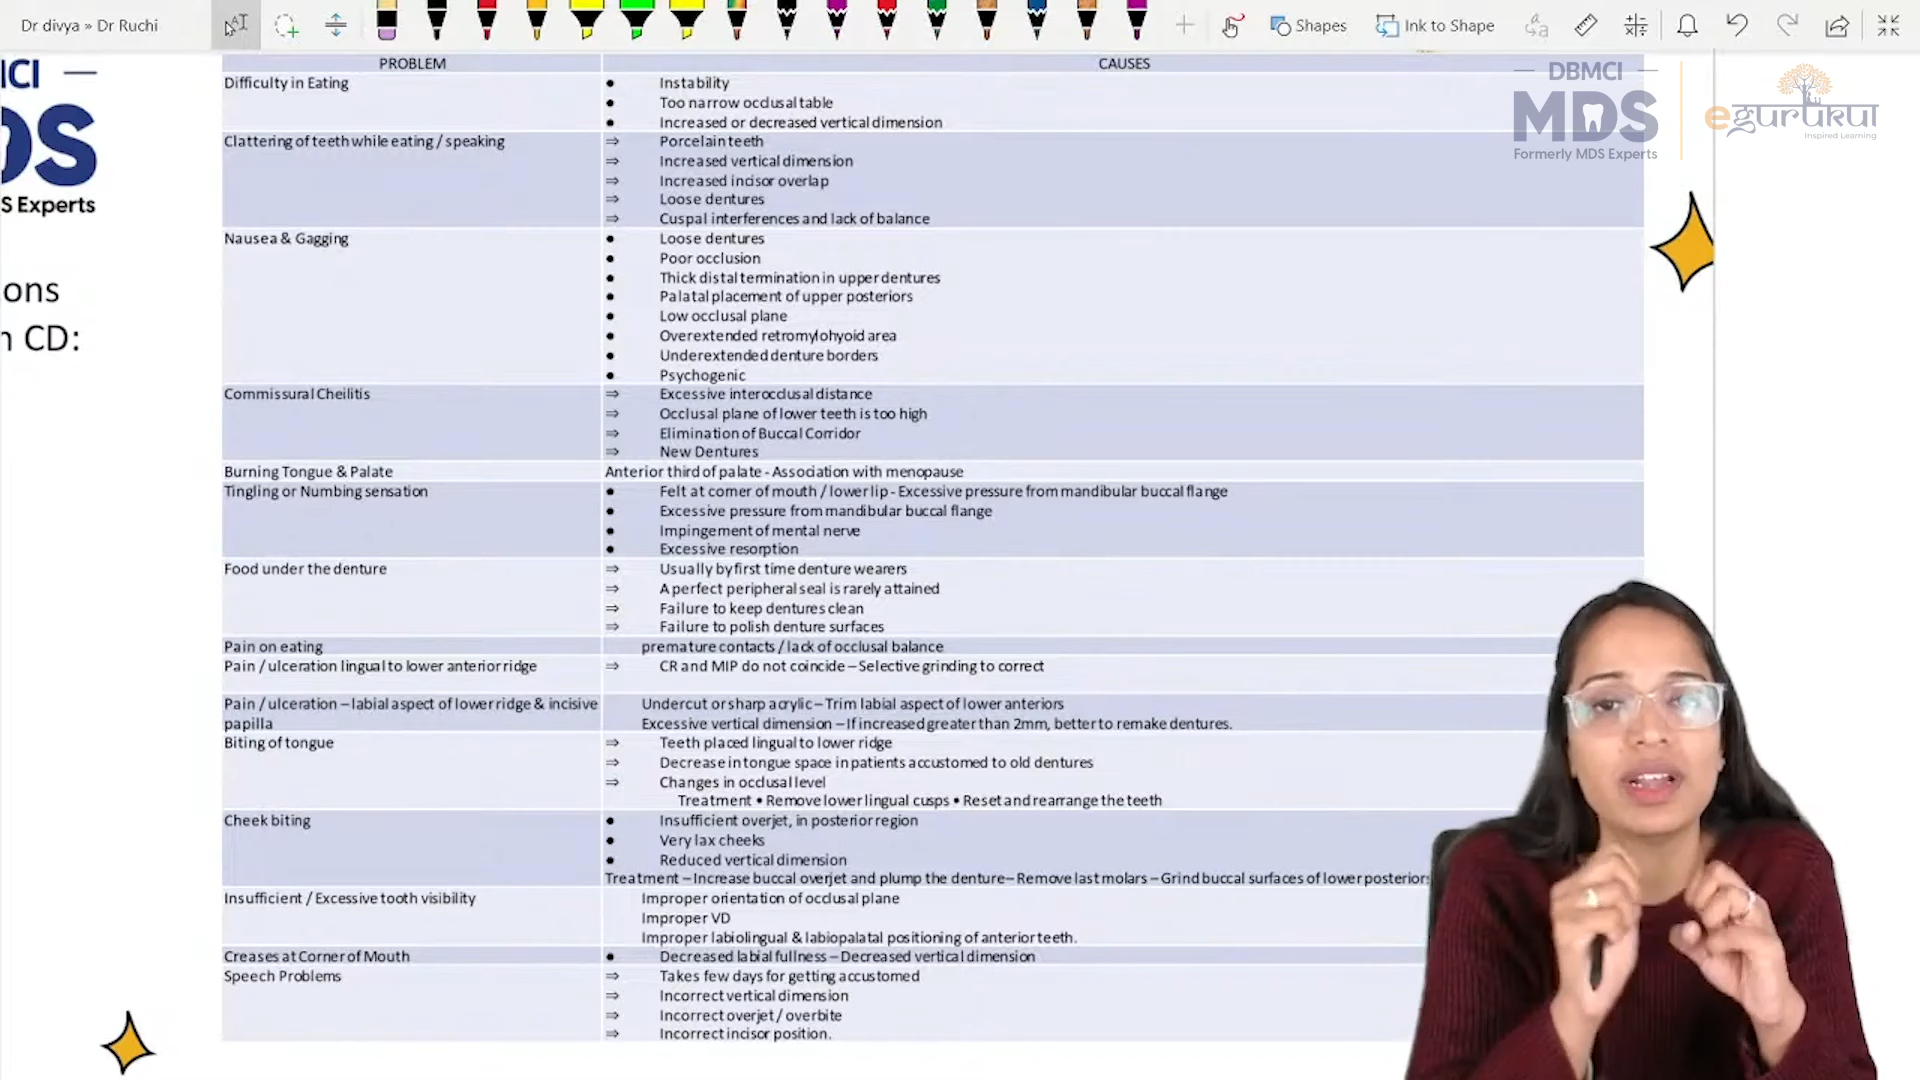 Dr divya » Dr Ruchi
Shapes
Ink to Shape
MCI
DS
S Experts
ons
n CD:
DBMCI
MDS
Formerly MDS Experts
egurukul
Inspired Learning
PROBLEM CAUSES
Difficulty in Eating
● Instability
● Too narrow occlusal table
● Increased or decreased vertical dimension
Clattering of teeth while eating / speaking
⇒ Porcelain teeth
⇒ Increased vertical dimension
⇒ Increased incisor overlap
⇒ Loose dentures
⇒ Cuspal interferences and lack of balance
Nausea & Gagging
● Loose dentures
● Poor occlusion
● Thick distal termination in upper dentures
● Palatal placement of upper posteriors
● Low occlusal plane
● Overextended retromylohyoid area
● Underextended denture borders
● Psychogenic
Commissural Cheilitis
⇒ Excessive interocclusal distance
⇒ Occlusal plane of lower teeth is too high
⇒ Elimination of Buccal Corridor
⇒ New Dentures
Burning Tongue & Palate Anterior third of palate - Association with menopause
Tingling or Numbing sensation
● Felt at corner of mouth / lower lip - Excessive pressure from mandibular buccal flange
● Excessive pressure from mandibular buccal flange
● Impingement of mental nerve
● Excessive resorption
Food under the denture
⇒ Usually by first time denture wearers
⇒ A perfect peripheral seal is rarely attained
⇒ Failure to keep dentures clean
⇒ Failure to polish denture surfaces
Pain on eating premature contacts / lack of occlusal balance
Pain / ulceration lingual to lower anterior ridge ⇒ CR and MIP do not coincide – Selective grinding to correct
Pain / ulceration – labial aspect of lower ridge & incisive
papilla
Undercut or sharp acrylic – Trim labial aspect of lower anteriors
Excessive vertical dimension – If increased greater than 2mm, better to remake dentures.
Biting of tongue
⇒ Teeth placed lingual to lower ridge
⇒ Decrease in tongue space in patients accustomed to old dentures
⇒ Changes in occlusal level
Treatment • Remove lower lingual cusps • Reset and rearrange the teeth
Cheek biting
● Insufficient overjet, in posterior region
● Very lax cheeks
● Reduced vertical dimension
Treatment – Increase buccal overjet and plump the denture– Remove last molars – Grind buccal surfaces of lower posterior
Insufficient / Excessive tooth visibility
Improper orientation of occlusal plane
Improper VD
Improper labiolingual & labiopalatal positioning of anterior teeth.
Creases at Corner of Mouth ● Decreased labial fullness – Decreased vertical dimension
Speech Problems
⇒ Takes few days for getting accustomed
⇒ Incorrect vertical dimension
⇒ Incorrect overjet / overbite
⇒ Incorrect incisor position.